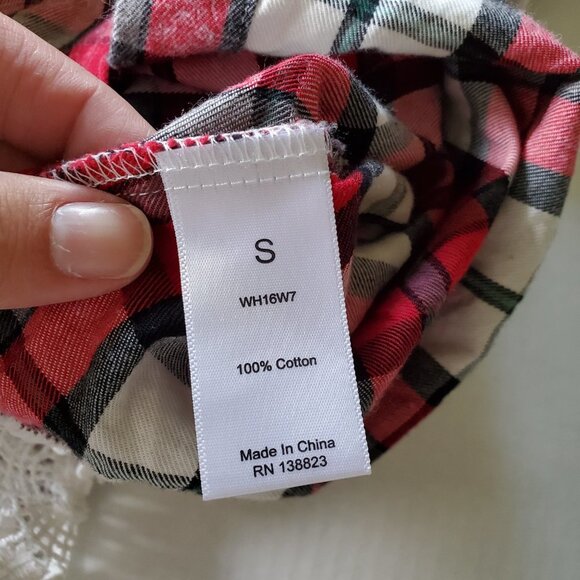 S
WH16W7
100% Cotton
Made In China
RN 138823